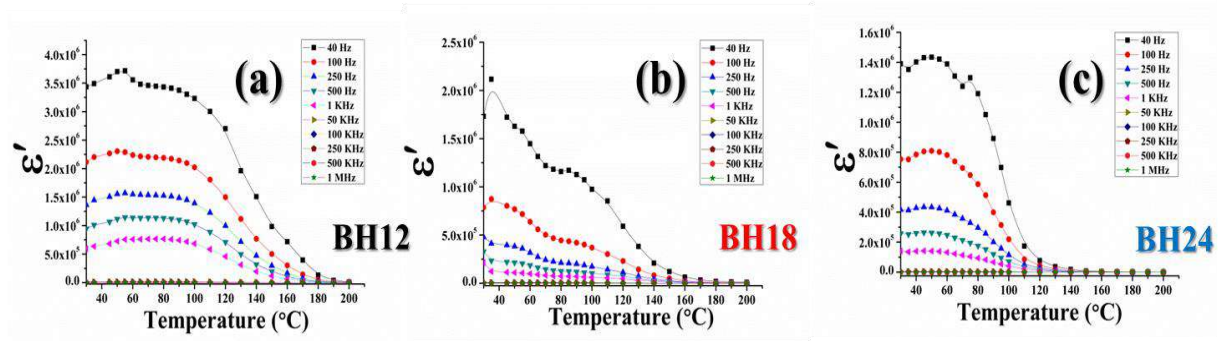 4.0x10⁶
3.5x10⁶
3.0x10⁶
2.5x10⁶
2.0x10⁶
1.5x10⁶
1.0x10⁶
5.0x10⁵
0.0
ε′
40 Hz
100 Hz
250 Hz
500 Hz
1 KHz
50 KHz
100 KHz
250 KHz
500 KHz
1 MHz
(a)
BH12
40 60 80 100 120 140 160 180 200
Temperature (°C)
2.5x10⁶
2.0x10⁶
1.5x10⁶
1.0x10⁶
5.0x10⁵
0.0
ε′
40 Hz
100 Hz
250 Hz
500 Hz
1 KHz
50 KHz
100 KHz
250 KHz
500 KHz
1 MHz
(b)
BH18
40 60 80 100 120 140 160 180 200
Temperature (°C)
1.6x10⁶
1.4x10⁶
1.2x10⁶
1.0x10⁶
8.0x10⁵
6.0x10⁵
4.0x10⁵
2.0x10⁵
0.0
ε′
40 Hz
100 Hz
250 Hz
500 Hz
1 KHz
50 KHz
100 KHz
250 KHz
500 KHz
1 MHz
(c)
BH24
40 60 80 100 120 140 160 180 200
Temperature (°C)